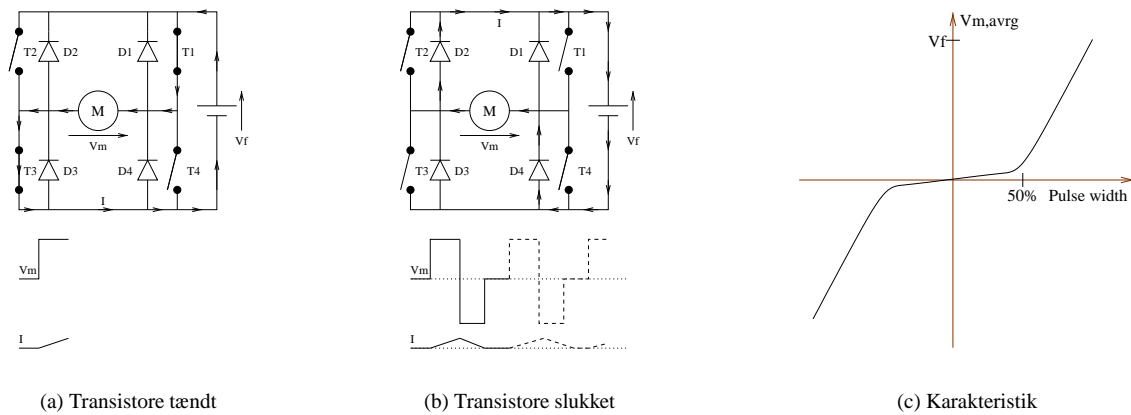 T2
D2
D1
T1
M
Vm
Vf
T3
D3
D4
T4
I
Vm
I
(a) Transistore tændt
I
T2
D2
D1
T1
M
Vm
Vf
T3
D3
D4
T4
Vm
I
(b) Transistore slukket
Vm,avrg
Vf
50% Pulse width
(c) Karakteristik